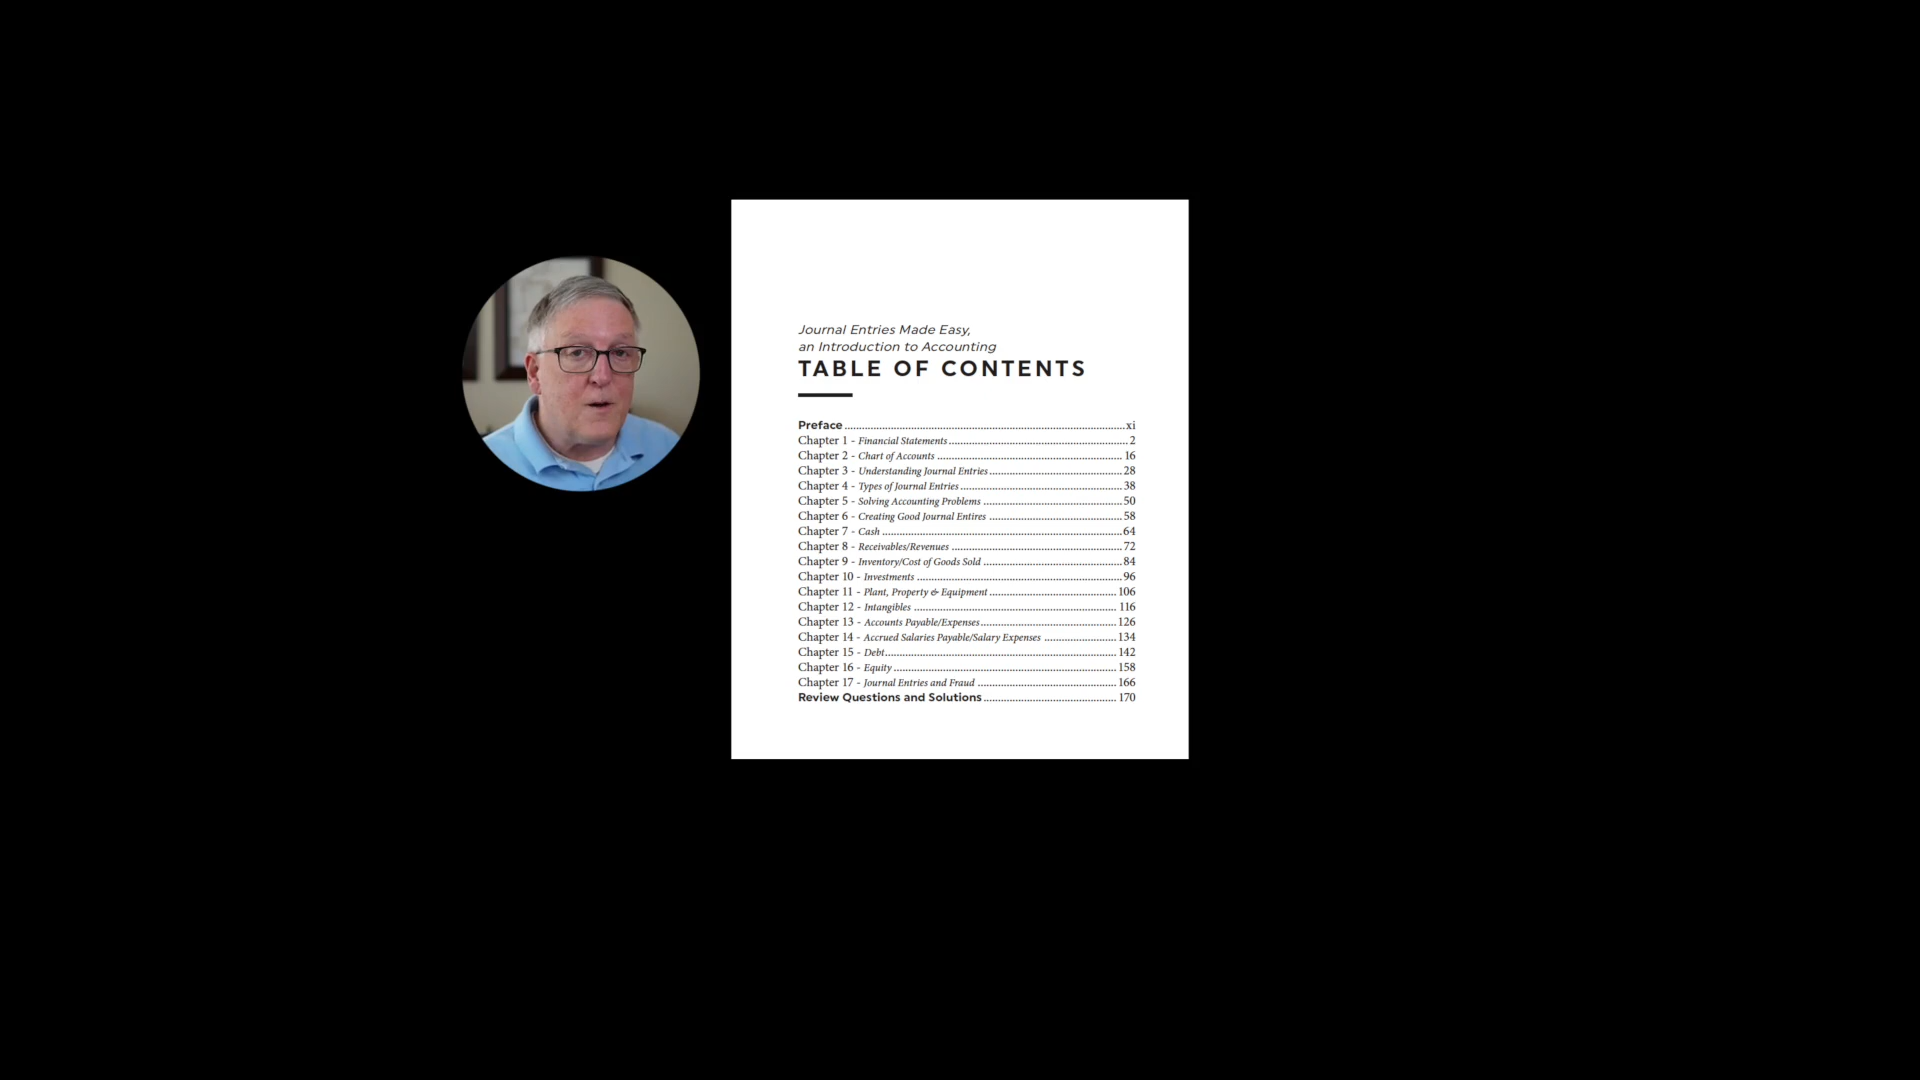 Journal Entries Made Easy,
an Introduction to Accounting
TABLE OF CONTENTS
Preface ........................................ xi
Chapter 1 - Financial Statements ........................................ 2
Chapter 2 - Chart of Accounts ........................................ 16
Chapter 3 - Understanding Journal Entries ........................................ 28
Chapter 4 - Types of Journal Entries ........................................ 38
Chapter 5 - Solving Accounting Problems ........................................ 50
Chapter 6 - Creating Good Journal Entires ........................................ 58
Chapter 7 - Cash ........................................ 64
Chapter 8 - Receivables/Revenues ........................................ 72
Chapter 9 - Inventory/Cost of Goods Sold ........................................ 84
Chapter 10 - Investments ........................................ 96
Chapter 11 - Plant, Property & Equipment ........................................ 106
Chapter 12 - Intangibles ........................................ 116
Chapter 13 - Accounts Payable/Expenses ........................................ 126
Chapter 14 - Accrued Salaries Payable/Salary Expenses ........................................ 134
Chapter 15 - Debt ........................................ 142
Chapter 16 - Equity ........................................ 158
Chapter 17 - Journal Entries and Fraud ........................................ 166
Review Questions and Solutions ........................................ 170